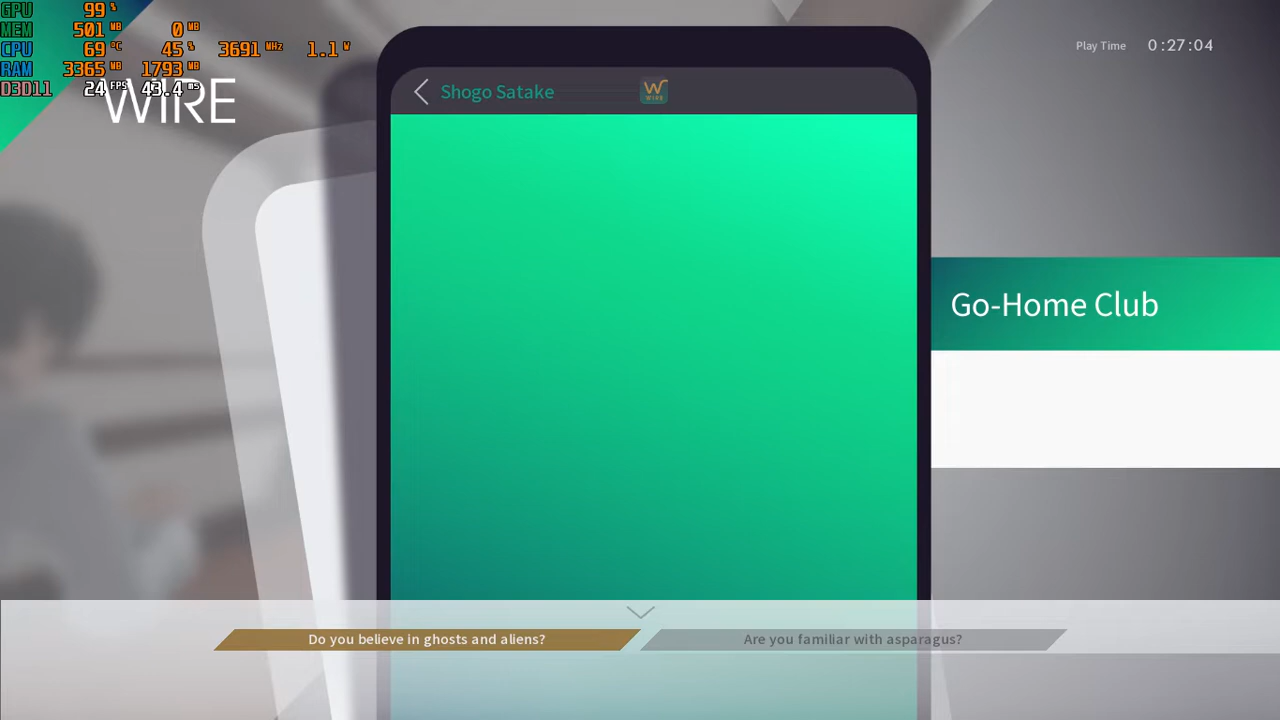 GPU 99 %
MEM 501 MB 0 MB
CPU 69 °C 45 % 3691 MHz 1.1 W
RAM 3365 MB 1793 MB
D3D11 24 FPS 43.4 ms
WIRE
Play Time 0:27:04
Shogo Satake
W
WIRE
Go-Home Club
Do you believe in ghosts and aliens?
Are you familiar with asparagus?